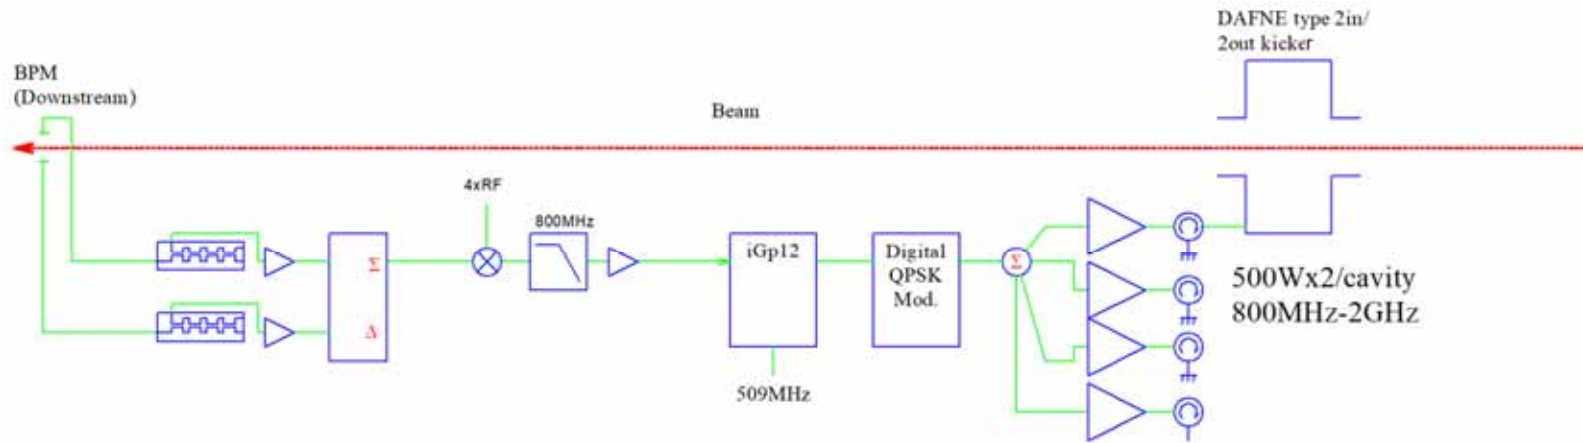 DAFNE type 2in/
2out kicker
BPM
(Downstream)
Beam
4xRF
800MHz
Σ
Δ
iGp12
509MHz
Digital
QPSK
Mod.
Σ
500Wx2/cavity
800MHz-2GHz